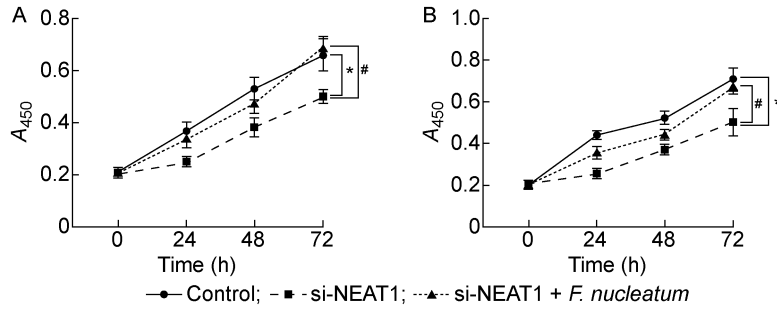 A
0.8
0.6
0.4
0.2
0
A450
* #
0 24 48 72
Time (h)
B
1.0
0.8
0.6
0.4
0.2
0
A450
# *
0 24 48 72
Time (h)
Control; si-NEAT1; si-NEAT1 + F. nucleatum